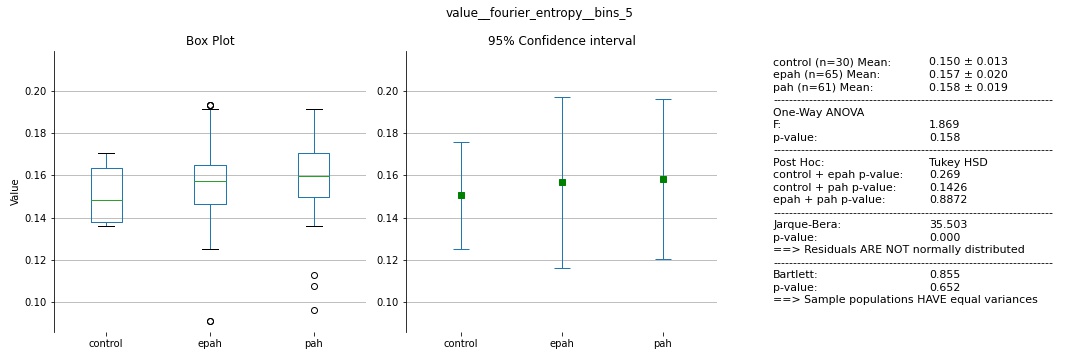 value__fourier_entropy__bins_5
Box Plot
Value
0.20
0.18
0.16
0.14
0.12
0.10
control epah pah
95% Confidence interval
0.20
0.18
0.16
0.14
0.12
0.10
control epah pah
control (n=30) Mean: 0.150 ± 0.013
epah (n=65) Mean: 0.157 ± 0.020
pah (n=61) Mean: 0.158 ± 0.019
One-Way ANOVA
F: 1.869
p-value: 0.158
Post Hoc: Tukey HSD
control + epah p-value: 0.269
control + pah p-value: 0.1426
epah + pah p-value: 0.8872
Jarque-Bera: 35.503
p-value: 0.000
==> Residuals ARE NOT normally distributed
Bartlett: 0.855
p-value: 0.652
==> Sample populations HAVE equal variances